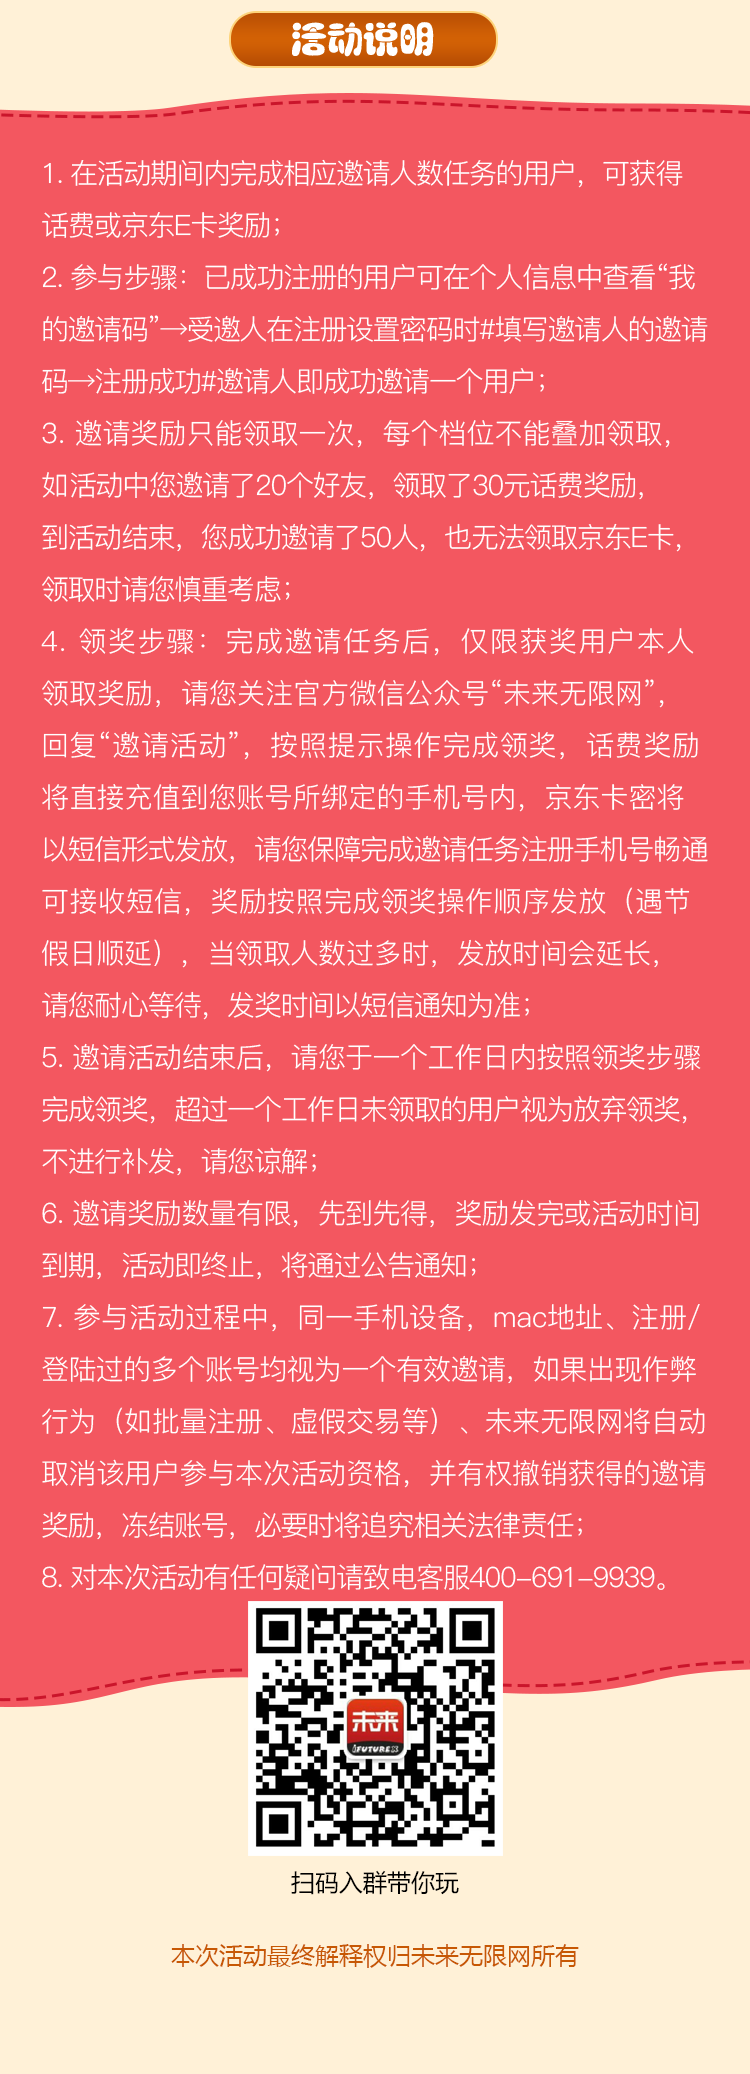 活动说明
1. 在活动期间内完成相应邀请人数任务的用户，可获得
话费或京东E卡奖励；
2. 参与步骤：已成功注册的用户可在个人信息中查看“我
的邀请码”→受邀人在注册设置密码时#填写邀请人的邀请
码→注册成功#邀请人即成功邀请一个用户；
3. 邀请奖励只能领取一次，每个档位不能叠加领取，
如活动中您邀请了20个好友，领取了30元话费奖励，
到活动结束，您成功邀请了50人，也无法领取京东E卡，
领取时请您慎重考虑；
4. 领奖步骤：完成邀请任务后，仅限获奖用户本人
领取奖励，请您关注官方微信公众号“未来无限网”，
回复“邀请活动”，按照提示操作完成领奖，话费奖励
将直接充值到您账号所绑定的手机号内，京东卡密将
以短信形式发放，请您保障完成邀请任务注册手机号畅通
可接收短信，奖励按照完成领奖操作顺序发放（遇节
假日顺延），当领取人数过多时，发放时间会延长，
请您耐心等待，发奖时间以短信通知为准；
5. 邀请活动结束后，请您于一个工作日内按照领奖步骤
完成领奖，超过一个工作日未领取的用户视为放弃领奖，
不进行补发，请您谅解；
6. 邀请奖励数量有限，先到先得，奖励发完或活动时间
到期，活动即终止，将通过公告通知；
7. 参与活动过程中，同一手机设备，mac地址、注册/
登陆过的多个账号均视为一个有效邀请，如果出现作弊
行为（如批量注册、虚假交易等）、未来无限网将自动
取消该用户参与本次活动资格，并有权撤销获得的邀请
奖励，冻结账号，必要时将追究相关法律责任；
8. 对本次活动有任何疑问请致电客服400-691-9939。
未来
扫码入群带你玩
本次活动最终解释权归未来无限网所有